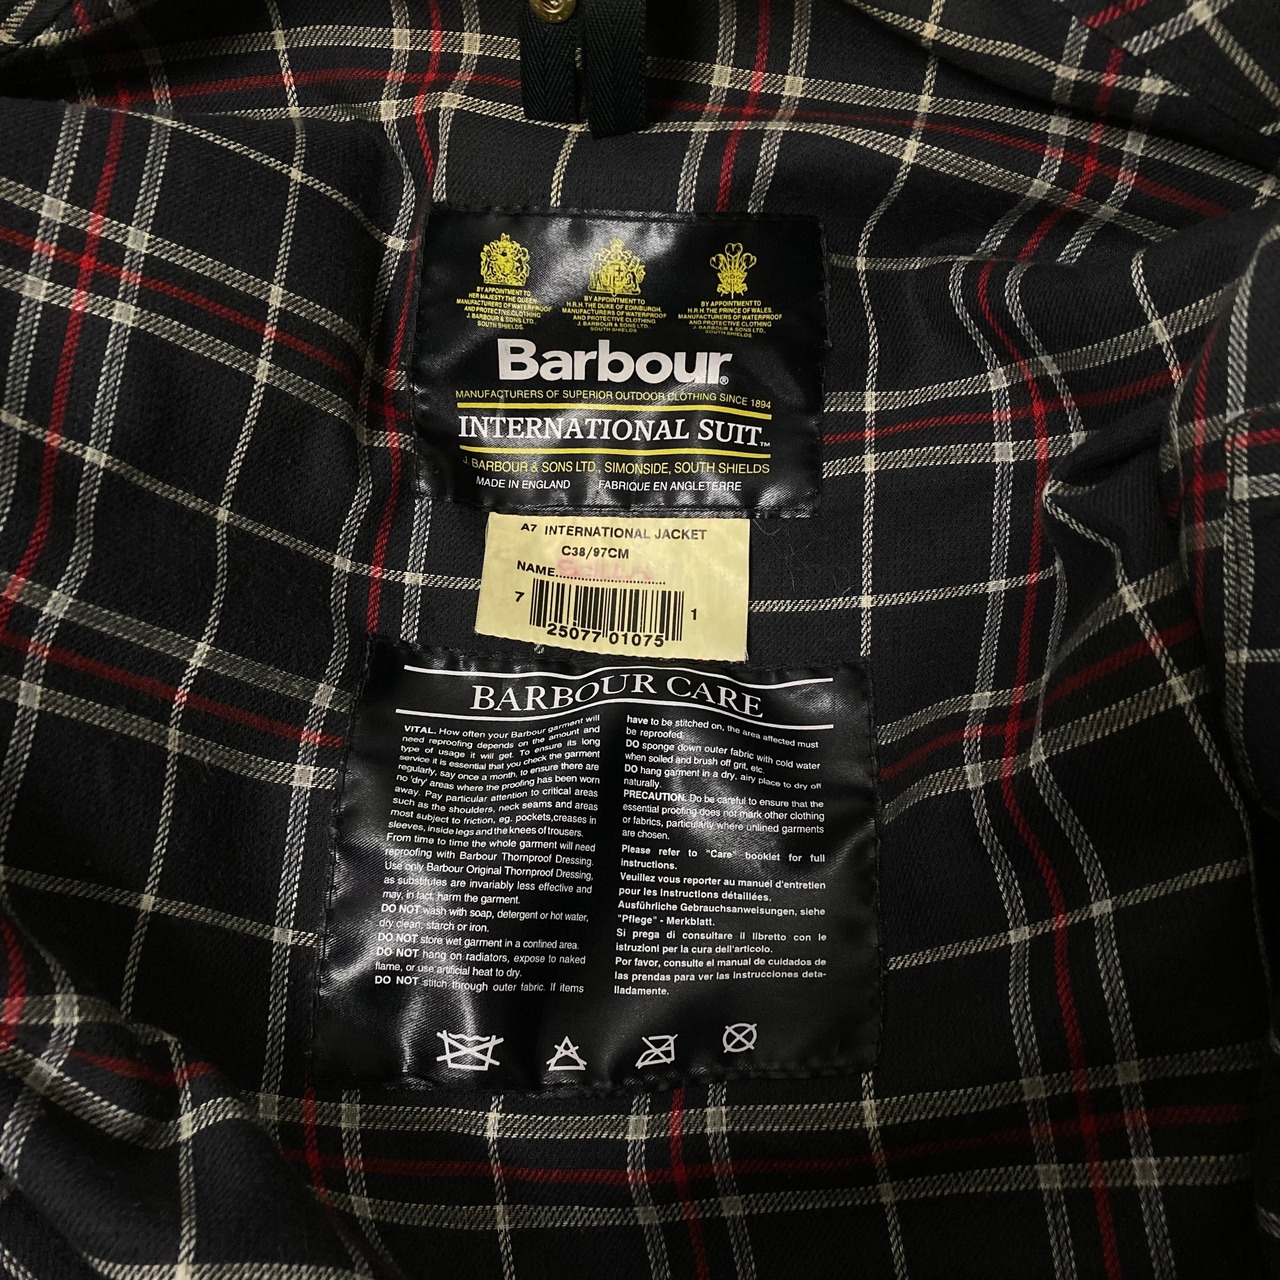 BY APPOINTMENT TO
HER MAJESTY THE QUEEN
MANUFACTURERS OF WATERPROOF
AND PROTECTIVE CLOTHING
J. BARBOUR & SONS LTD.
SOUTH SHIELDS
BY APPOINTMENT TO
H.R.H. THE DUKE OF EDINBURGH
MANUFACTURERS OF WATERPROOF
AND PROTECTIVE CLOTHING
J. BARBOUR & SONS LTD.
SOUTH SHIELDS.
BY APPOINTMENT TO
H.R.H. THE PRINCE OF WALES
MANUFACTURERS OF WATERPROOF
AND PROTECTIVE CLOTHING
J. BARBOUR & SONS LTD.,
SOUTH SHIELDS
Barbour®
MANUFACTURERS OF SUPERIOR OUTDOOR CLOTHING SINCE 1894
INTERNATIONAL SUIT™
J. BARBOUR & SONS LTD., SIMONSIDE, SOUTH SHIELDS
MADE IN ENGLAND FABRIQUE EN ANGLETERRE
A7 INTERNATIONAL JACKET
C38/97CM
NAME
7 25077 01075 1
BARBOUR CARE
VITAL. How often your Barbour garment will
need reproofing depends on the amount and
type of usage it will get. To ensure its long
service it is essential that you check the garment
regularly, say once a month, to ensure there are
no 'dry' areas where the proofing has been worn
away. Pay particular attention to critical areas
such as the shoulders, neck seams and areas
most subject to friction, eg. pockets,creases in
sleeves, inside legs and the knees of trousers.
From time to time the whole garment will need
reproofing with Barbour Thornproof Dressing.
Use only Barbour Original Thornproof Dressing,
as substitutes are invariably less effective and
may, in fact, harm the garment.
DO NOT wash with soap, detergent or hot water,
dry clean, starch or iron.
DO NOT store wet garment in a confined area.
DO NOT hang on radiators, expose to naked
flame, or use artificial heat to dry.
DO NOT stitch through outer fabric. If items
have to be stitched on, the area affected must
be reproofed.
DO sponge down outer fabric with cold water
when soiled and brush off grit, etc.
DO hang garment in a dry, airy place to dry off
naturally.
PRECAUTION. Do be careful to ensure that the
essential proofing does not mark other clothing
or fabrics, particularly where unlined garments
are chosen.
Please refer to "Care" booklet for full
instructions.
Veuillez vous reporter au manuel d'entretien
pour les instructions détaillées.
Ausführliche Gebrauchsanweisungen, siehe
"Pflege" - Merkblatt.
Si prega di consultare il libretto con le
istruzioni per la cura dell'articolo.
Por favor, consulte el manual de cuidados de
las prendas para ver las instrucciones deta-
lladamente.